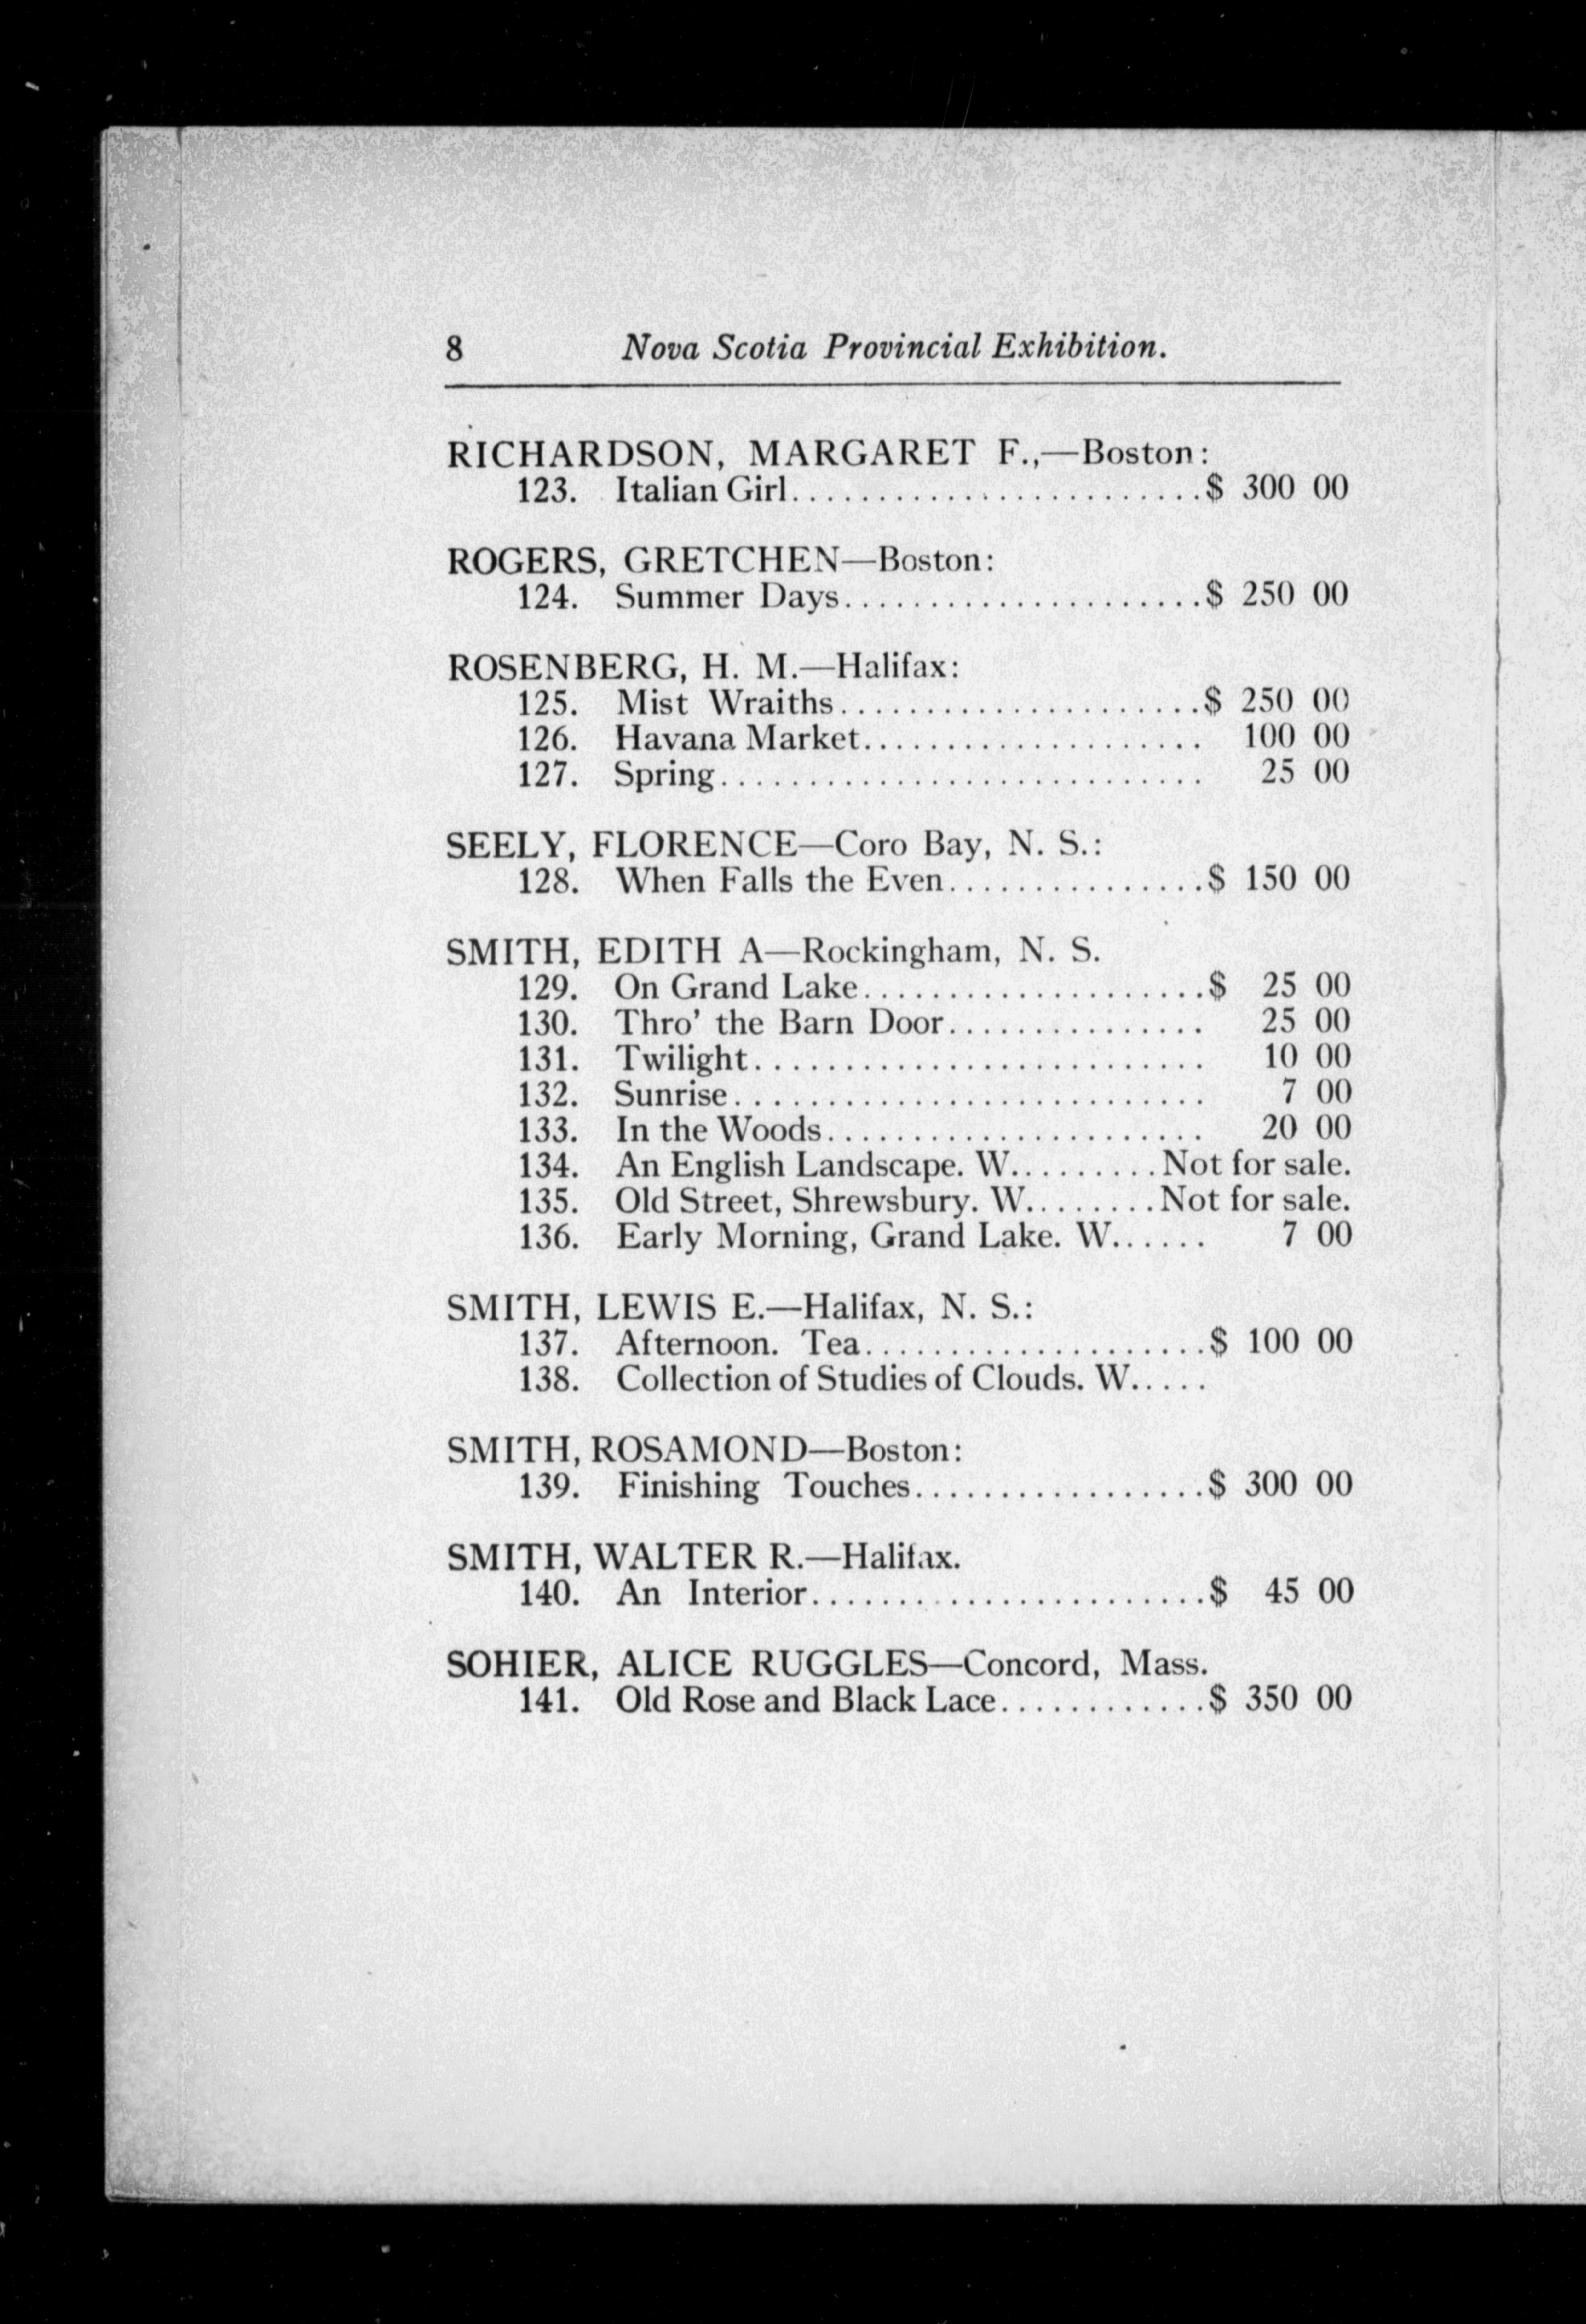 8 Nova Scotia Provincial Exhibition.
RICHARDSON, MARGARET F.,—Boston:
123. Italian Girl........................$ 300 00
ROGERS, GRETCHEN—Boston:
124. Summer Days.....................$ 250 00
ROSENBERG, H. M.—Halifax:
125. Mist Wraiths.....................$ 250 00
126. Havana Market.................... 100 00
127. Spring............................ 25 00
SEELY, FLORENCE—Coro Bay, N. S.:
128. When Falls the Even...............$ 150 00
SMITH, EDITH A—Rockingham, N. S.
129. On Grand Lake....................$ 25 00
130. Thro' the Barn Door............... 25 00
131. Twilight.......................... 10 00
132. Sunrise............................ 7 00
133. In the Woods...................... 20 00
134. An English Landscape. W.........Not for sale.
135. Old Street, Shrewsbury. W........Not for sale.
136. Early Morning, Grand Lake. W...... 7 00
SMITH, LEWIS E.—Halifax, N. S.:
137. Afternoon. Tea....................$ 100 00
138. Collection of Studies of Clouds. W.....
SMITH, ROSAMOND—Boston:
139. Finishing Touches.................$ 300 00
SMITH, WALTER R.—Halifax.
140. An Interior.......................$ 45 00
SOHIER, ALICE RUGGLES—Concord, Mass.
141. Old Rose and Black Lace............$ 350 00